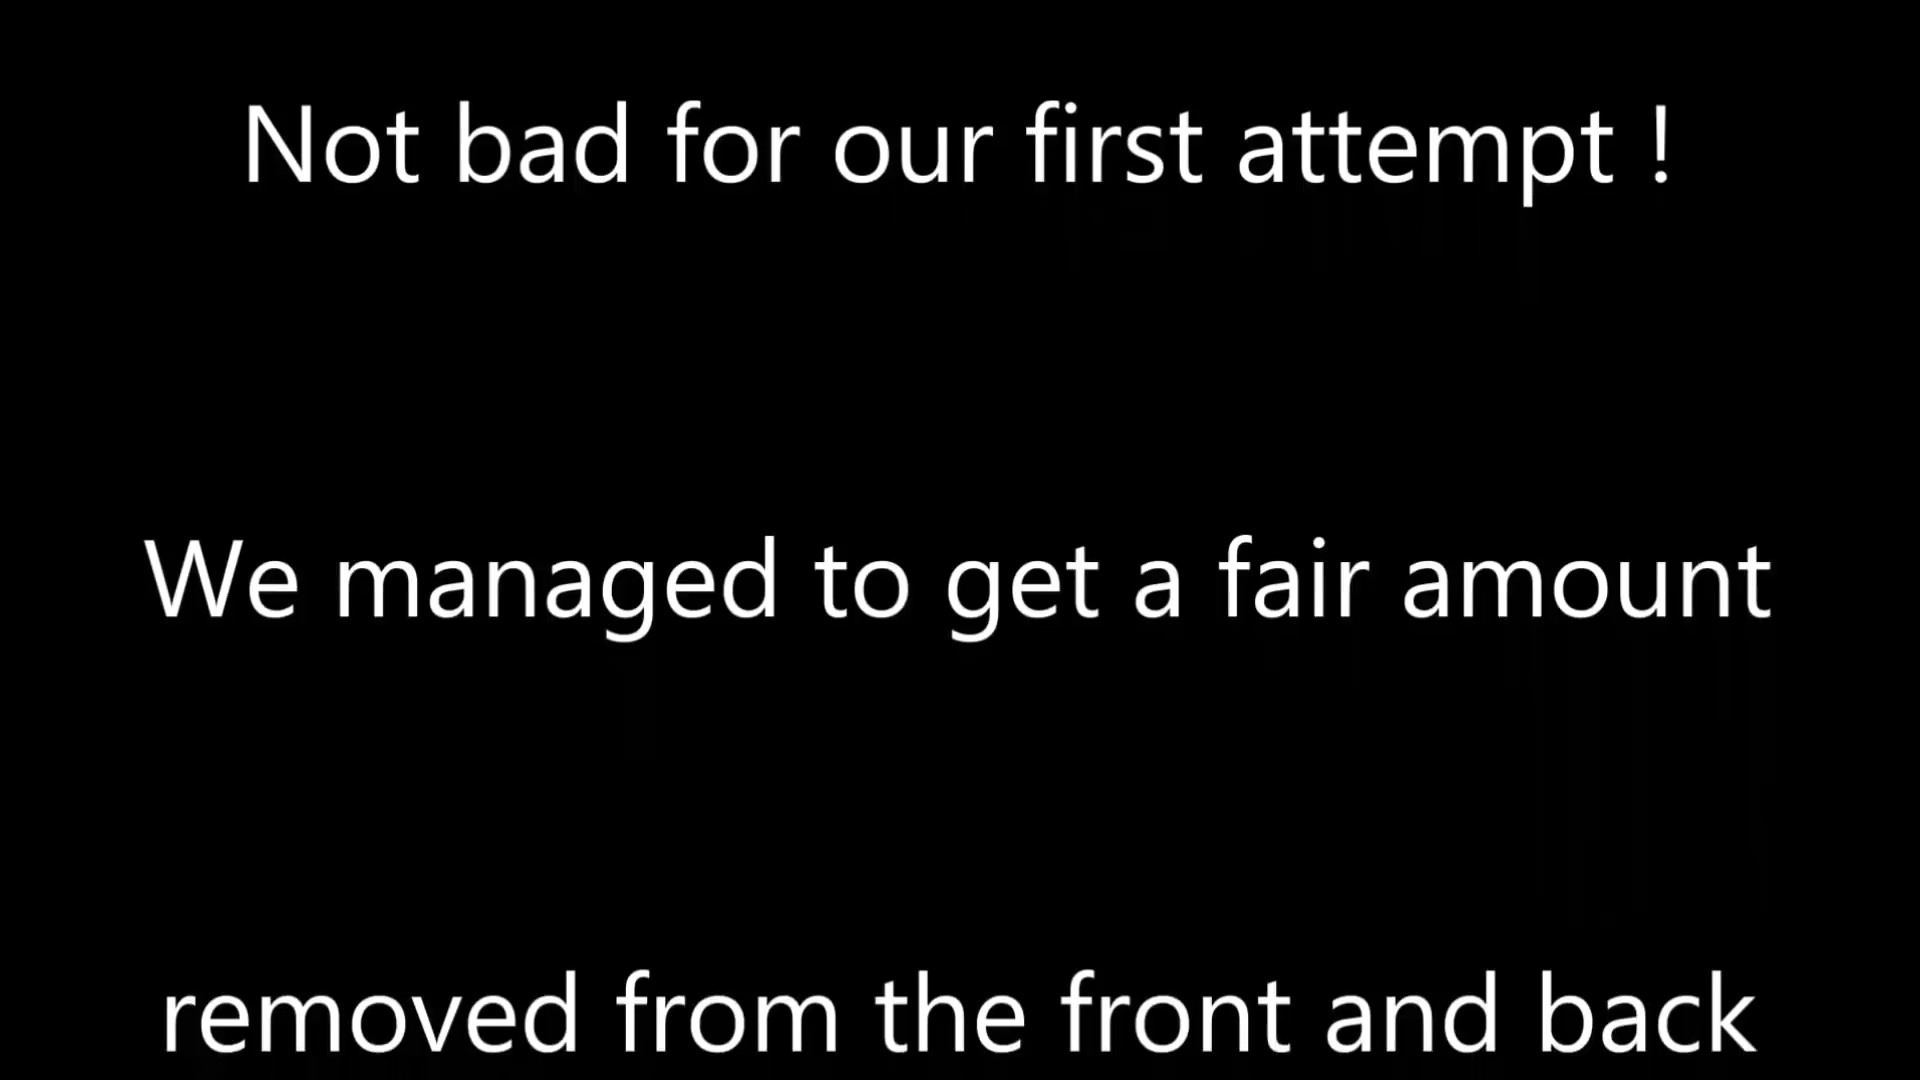 Not bad for our first attempt !
We managed to get a fair amount
removed from the front and back